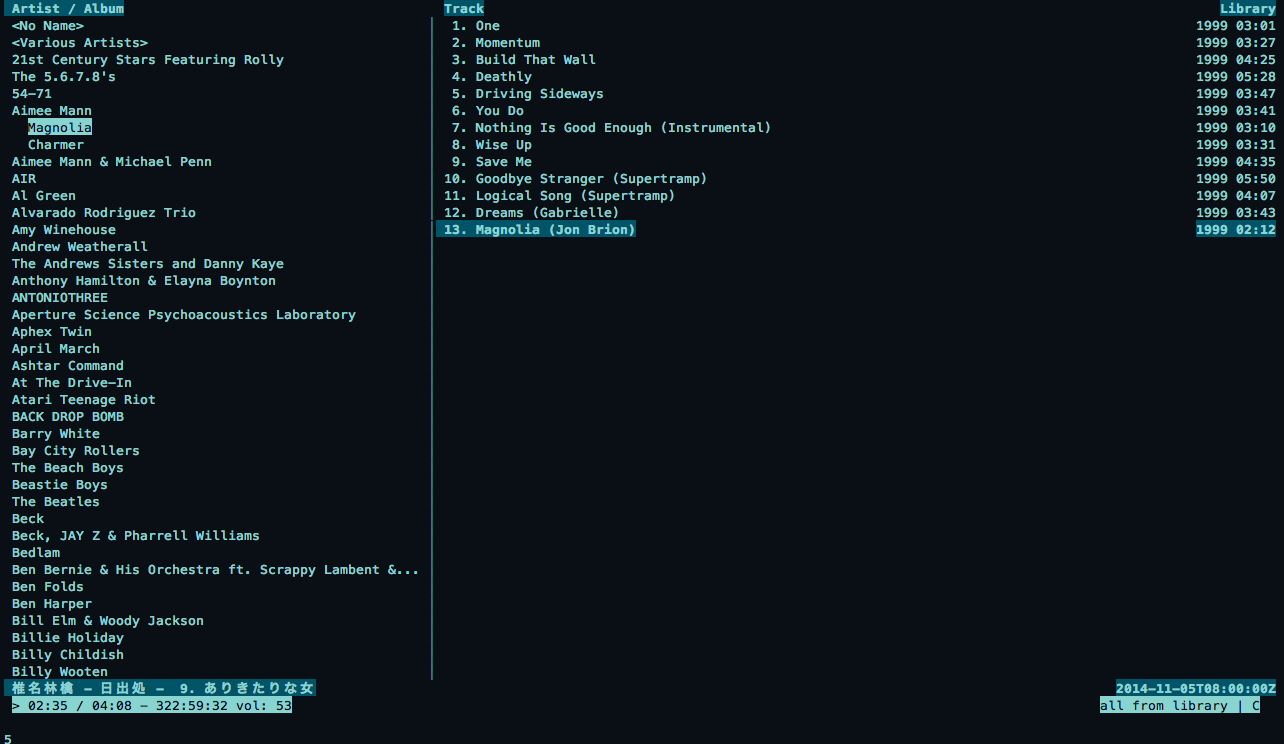 Artist / Album
<No Name>
<Various Artists>
21st Century Stars Featuring Rolly
The 5.6.7.8's
54–71
Aimee Mann
Magnolia
Charmer
Aimee Mann & Michael Penn
AIR
Al Green
Alvarado Rodriguez Trio
Amy Winehouse
Andrew Weatherall
The Andrews Sisters and Danny Kaye
Anthony Hamilton & Elayna Boynton
ANTONIOTHREE
Aperture Science Psychoacoustics Laboratory
Aphex Twin
April March
Ashtar Command
At The Drive–In
Atari Teenage Riot
BACK DROP BOMB
Barry White
Bay City Rollers
The Beach Boys
Beastie Boys
The Beatles
Beck
Beck, JAY Z & Pharrell Williams
Bedlam
Ben Bernie & His Orchestra ft. Scrappy Lambent &...
Ben Folds
Ben Harper
Bill Elm & Woody Jackson
Billie Holiday
Billy Childish
Billy Wooten
Track Library
1. One 1999 03:01
2. Momentum 1999 03:27
3. Build That Wall 1999 04:25
4. Deathly 1999 05:28
5. Driving Sideways 1999 03:47
6. You Do 1999 03:41
7. Nothing Is Good Enough (Instrumental) 1999 03:10
8. Wise Up 1999 03:31
9. Save Me 1999 04:35
10. Goodbye Stranger (Supertramp) 1999 05:50
11. Logical Song (Supertramp) 1999 04:07
12. Dreams (Gabrielle) 1999 03:43
13. Magnolia (Jon Brion) 1999 02:12
椎名林檎 – 日出処 – 9. ありきたりな女 2014–11–05T08:00:00Z
> 02:35 / 04:08 – 322:59:32 vol: 53 all from library | C
5